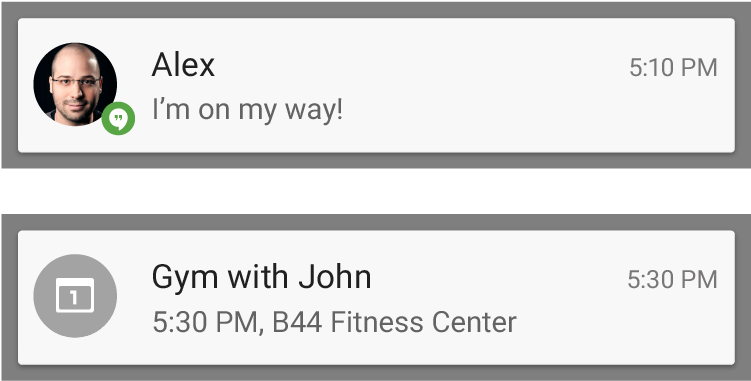 Alex
5:10 PM
I’m on my way!
Gym with John
5:30 PM
1
5:30 PM, B44 Fitness Center